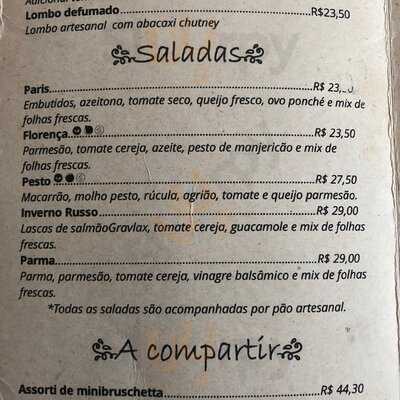 Lombo defumado.....................................................R$23,50
Lombo artesanal com abacaxi chutney
Saladas
Paris.....................................................................R$ 23,
Embutidos, azeitona, tomate seco, queijo fresco, ovo ponché e mix de
folhas frescas.
Florença...............................................................R$ 23,50
Parmesão, tomate cereja, azeite, pesto de manjericão e mix de
folhas frescas.
Pesto....................................................................R$ 27,50
Macarrão, molho pesto, rúcula, agrião, tomate e queijo parmesão.
Inverno Russo.......................................................R$ 29,00
Lascas de salmãoGravlax, tomate cereja, guacamole e mix de folhas
frescas.
Parma..................................................................R$ 29,00
Parma, parmesão, tomate cereja, vinagre balsâmico e mix de folhas
frescas.
*Todas as saladas são acompanhadas por pão artesanal.
A compartir
Assorti de minibruschetta.......................................R$ 44,30